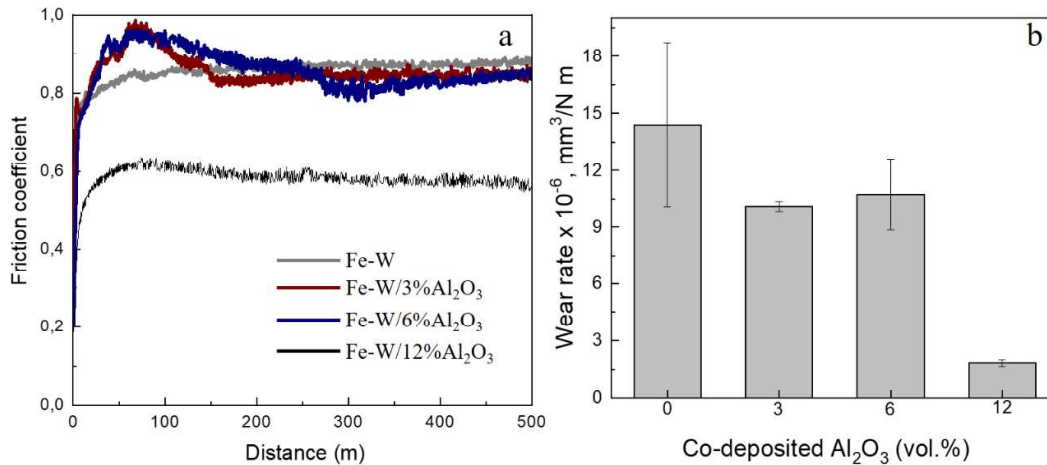 a
Friction coefficient
1,0
0,8
0,6
0,4
0,2
0,0
0
100
200
300
400
500
Distance (m)
Fe-W
Fe-W/3%Al₂O₃
Fe-W/6%Al₂O₃
Fe-W/12%Al₂O₃
b
Wear rate x 10⁻⁶, mm³/N m
18
15
12
9
6
3
0
0
3
6
12
Co-deposited Al₂O₃ (vol.%)